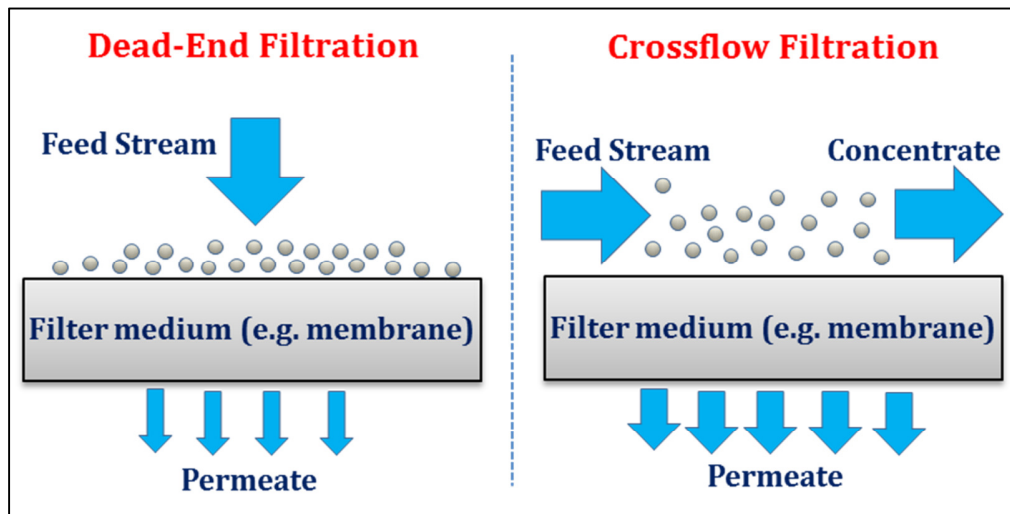 Dead-End Filtration
Feed Stream
Filter medium (e.g. membrane)
Permeate
Crossflow Filtration
Feed Stream
Concentrate
Filter medium (e.g. membrane)
Permeate